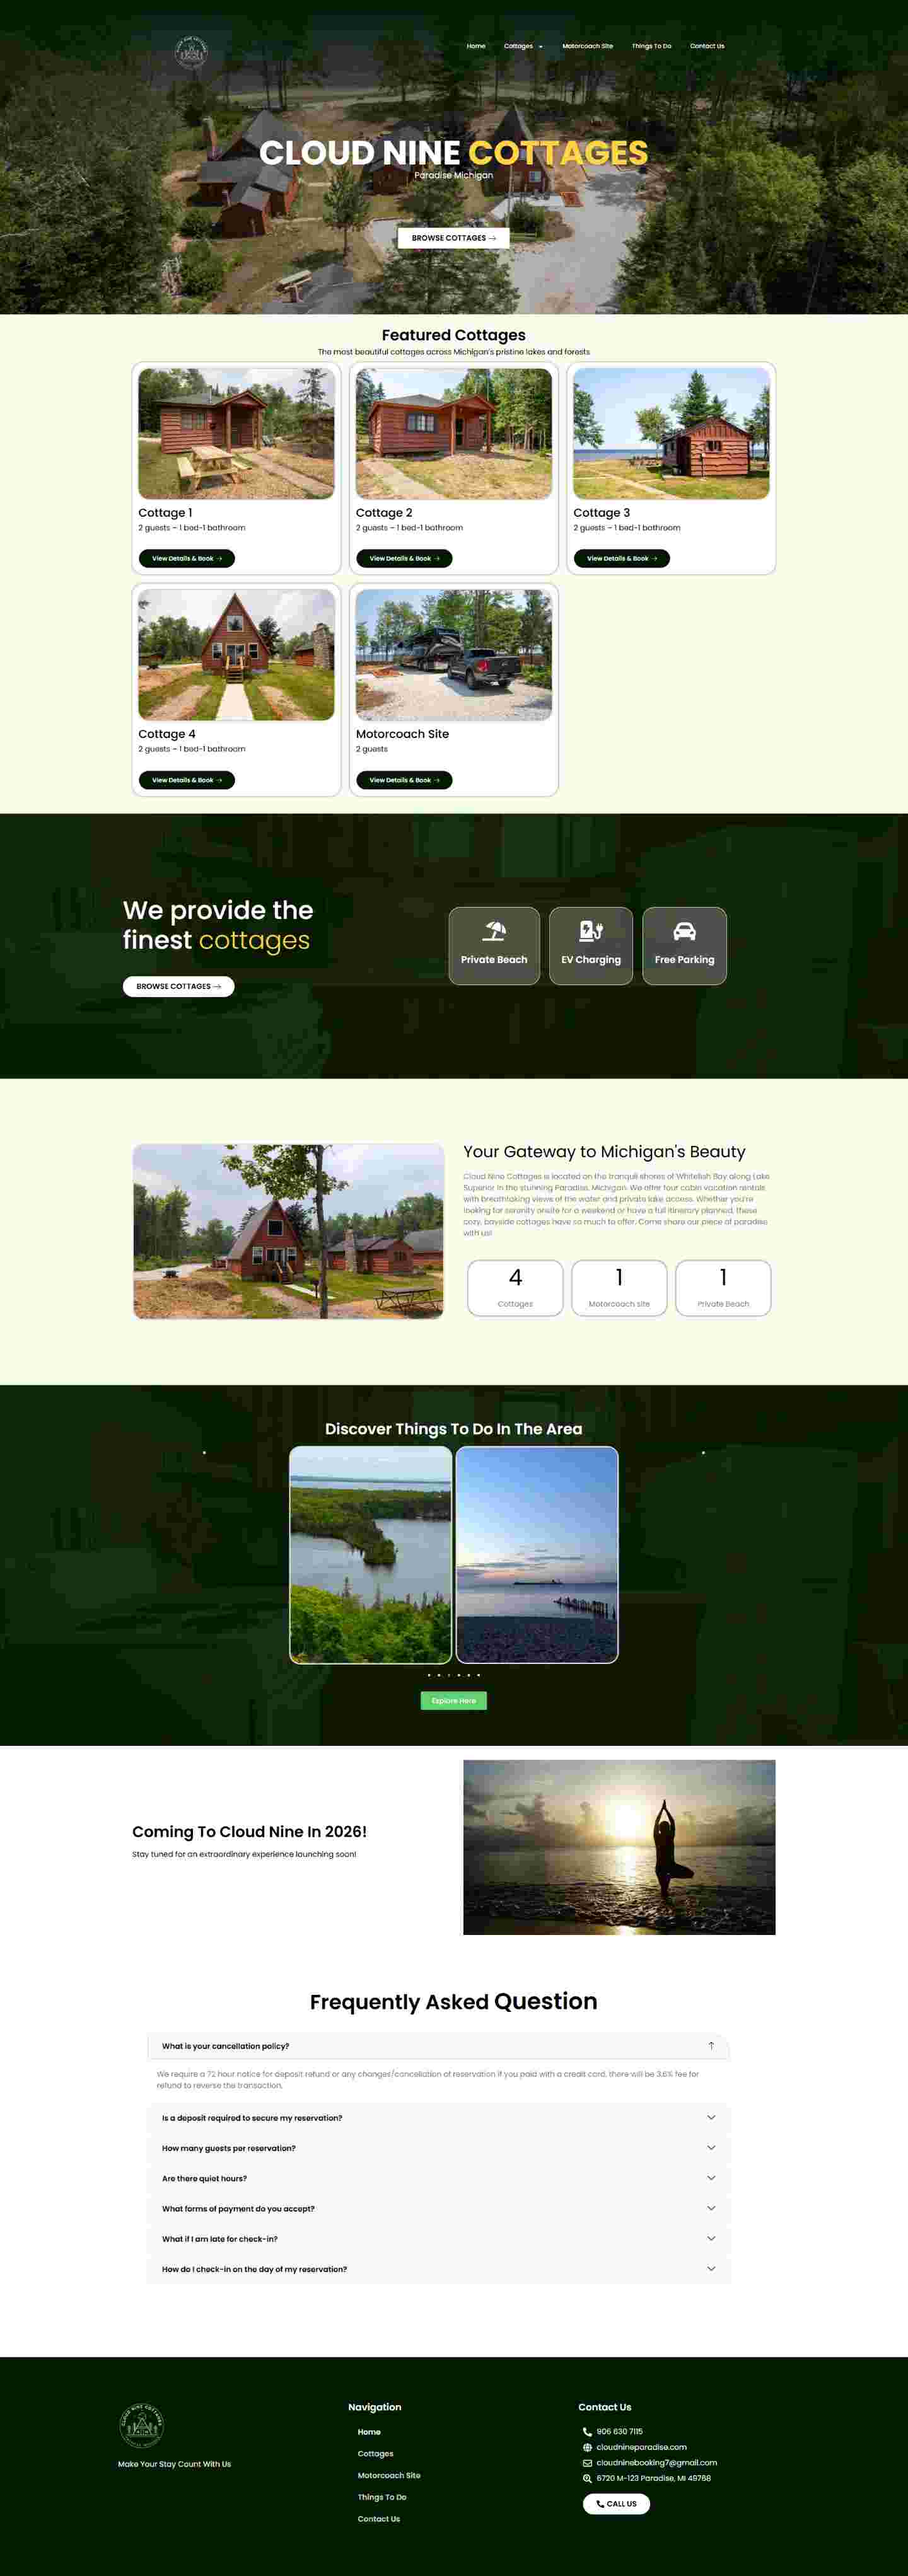 Home Cottages Motorcoach Site Things To Do Contact Us
CLOUD NINE COTTAGES
Paradise Michigan
BROWSE COTTAGES →
Featured Cottages
The most beautiful cottages across Michigan's pristine lakes and forests
Cottage 1
2 guests – 1 bed-1 bathroom
View Details & Book →
Cottage 2
2 guests – 1 bed-1 bathroom
View Details & Book →
Cottage 3
2 guests – 1 bed-1 bathroom
View Details & Book →
Cottage 4
2 guests – 1 bed-1 bathroom
View Details & Book →
Motorcoach Site
2 guests
View Details & Book →
We provide the
finest cottages
BROWSE COTTAGES →
Private Beach
EV Charging
Free Parking
Your Gateway to Michigan's Beauty
Cloud Nine Cottages is located on the tranquil shores of Whitefish Bay along Lake
Superior in the stunning Paradise, Michigan. We offer four cabin vacation rentals
with breathtaking views of the water and private lake access. Whether you're
looking for serenity onsite for a weekend or have a full itinerary planned, these
cozy, bayside cottages have so much to offer. Come share our piece of paradise
with us!
4
Cottages
1
Motorcoach site
1
Private Beach
Discover Things To Do In The Area
Explore Here
Coming To Cloud Nine In 2026!
Stay tuned for an extraordinary experience launching soon!
Frequently Asked Question
What is your cancellation policy?
We require a 72 hour notice for deposit refund or any changes/cancellation of reservation if you paid with a credit card, there will be 3.6% fee for
refund to reverse the transaction.
Is a deposit required to secure my reservation?
How many guests per reservation?
Are there quiet hours?
What forms of payment do you accept?
What if I am late for check-in?
How do I check-in on the day of my reservation?
CLOUD NINE COTTAGES
Make Your Stay Count With Us
Navigation
Home
Cottages
Motorcoach Site
Things To Do
Contact Us
Contact Us
906 630 7115
cloudnineparadise.com
cloudninebooking7@gmail.com
6720 M-123 Paradise, MI 49768
CALL US